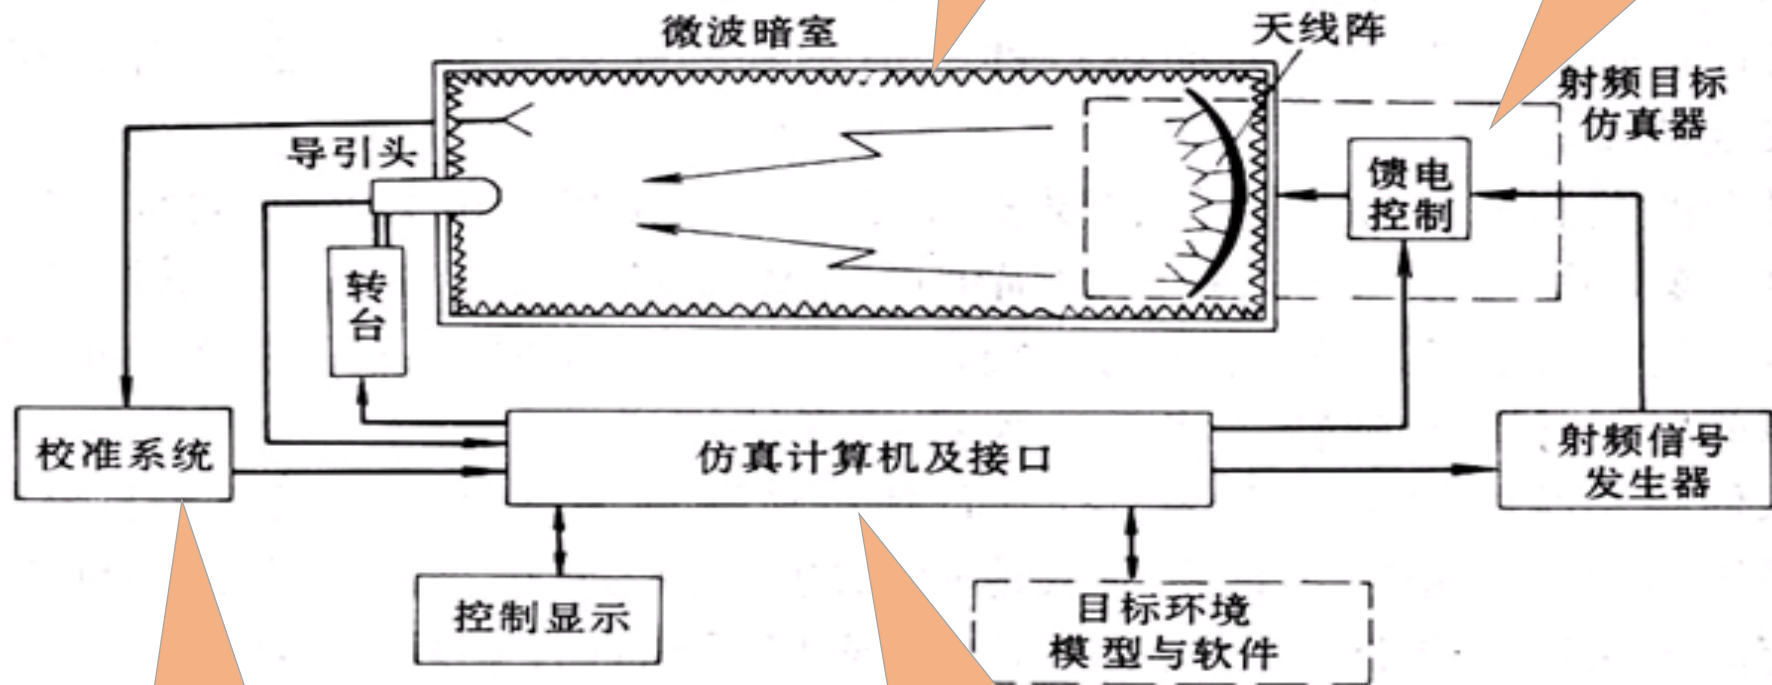 微波暗室
天线阵
射频目标
仿真器
导引头
馈电
控制
转
台
校准系统
仿真计算机及接口
射频信号
发生器
控制显示
目标环境
模型与软件